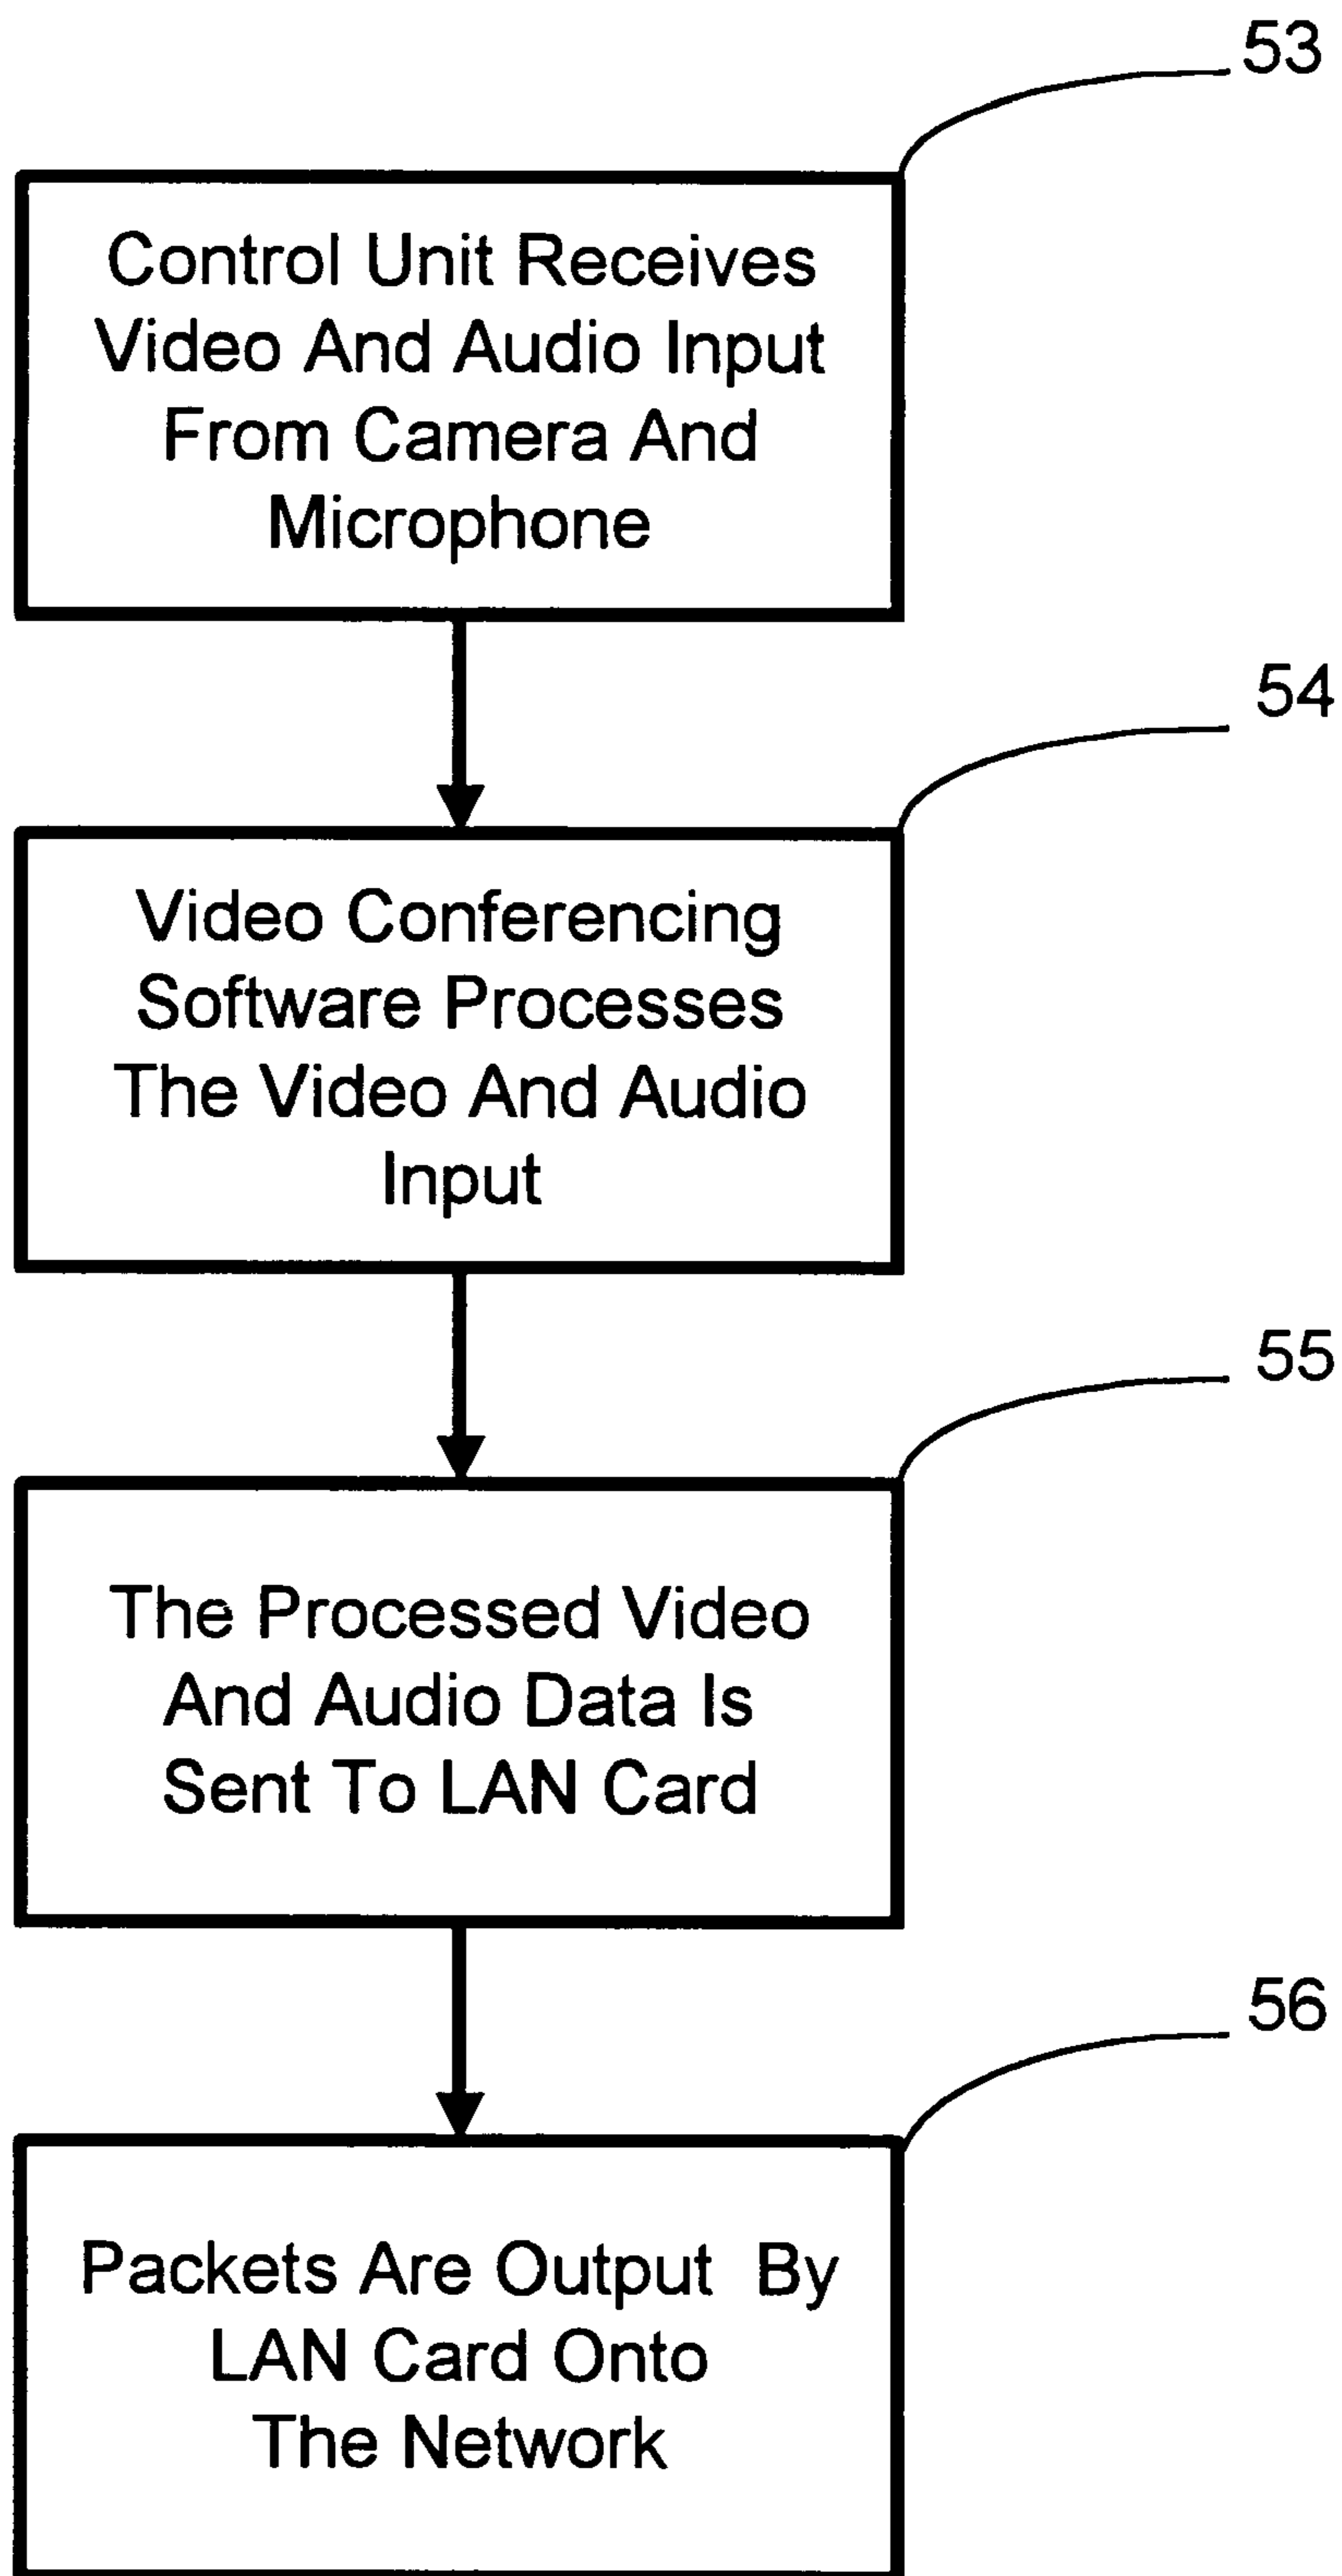 53
Control Unit Receives
Video And Audio Input
From Camera And
Microphone
54
Video Conferencing
Software Processes
The Video And Audio
Input
55
The Processed Video
And Audio Data Is
Sent To LAN Card
56
Packets Are Output By
LAN Card Onto
The Network